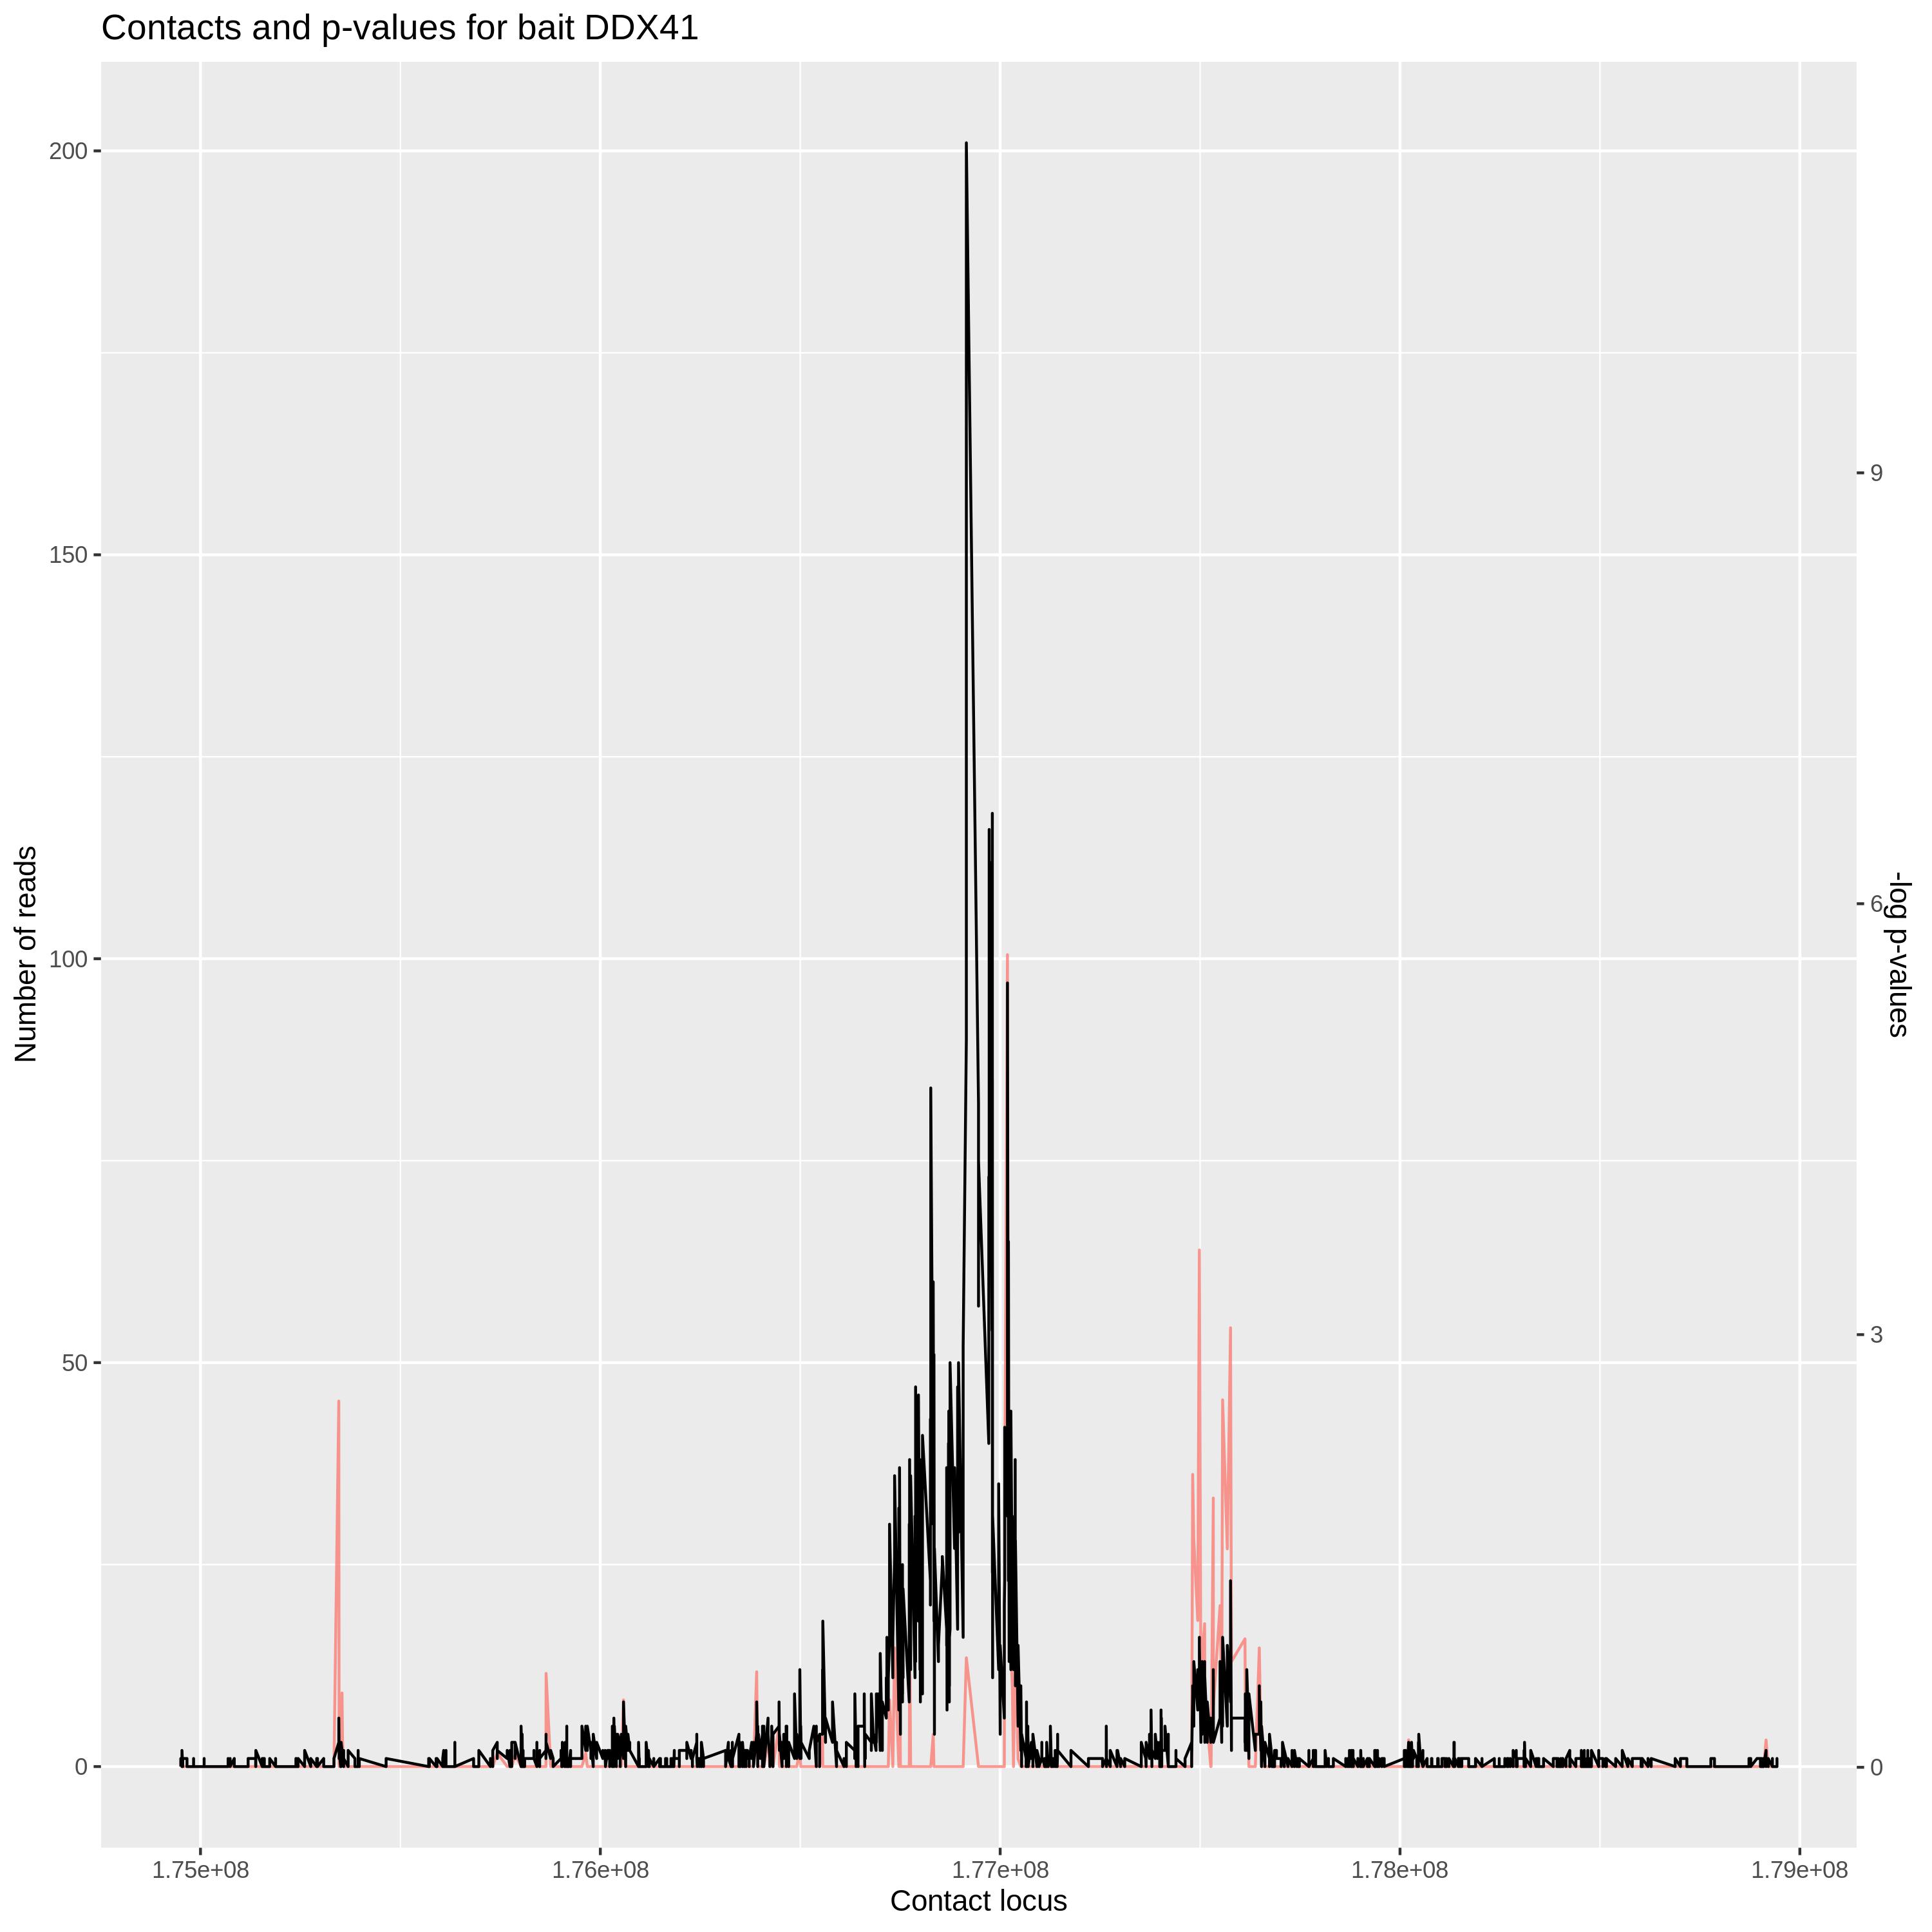 Contacts and p-values for bait DDX41
200
150
100
50
0
Number of reads
9
6
3
0
-log p-values
1.75e+08
1.76e+08
1.77e+08
1.78e+08
1.79e+08
Contact locus